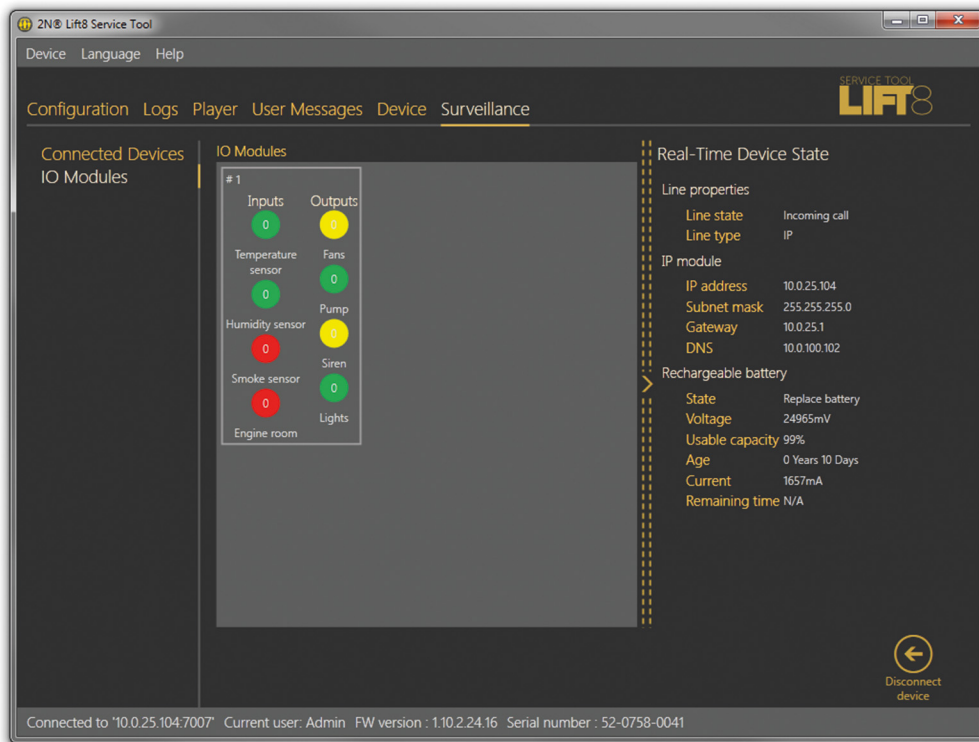 2N® Lift8 Service Tool
Device Language Help
SERVICE TOOL
LIFT8
Configuration Logs Player User Messages Device Surveillance
Connected Devices
IO Modules
IO Modules
# 1
Inputs Outputs
0 0
Temperature sensor
Fans
0 0
Humidity sensor
Pump
0 0
Smoke sensor
Siren
0 0
Engine room
Lights
Real-Time Device State
Line properties
Line state Incoming call
Line type IP
IP module
IP address 10.0.25.104
Subnet mask 255.255.255.0
Gateway 10.0.25.1
DNS 10.0.100.102
Rechargeable battery
State Replace battery
Voltage 24965mV
Usable capacity 99%
Age 0 Years 10 Days
Current 1657mA
Remaining time N/A
Disconnect
device
Connected to '10.0.25.104:7007' Current user: Admin FW version : 1.10.2.24.16 Serial number : 52-0758-0041